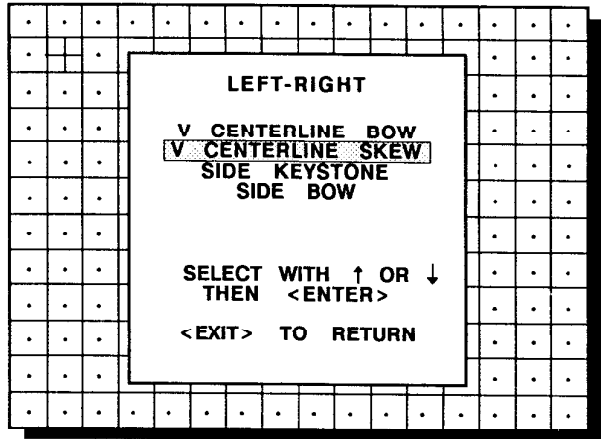 LEFT-RIGHT
V CENTERLINE BOW
V CENTERLINE SKEW
SIDE KEYSTONE
SIDE BOW
SELECT WITH ↑ OR ↓
THEN <ENTER>
<EXIT> TO RETURN